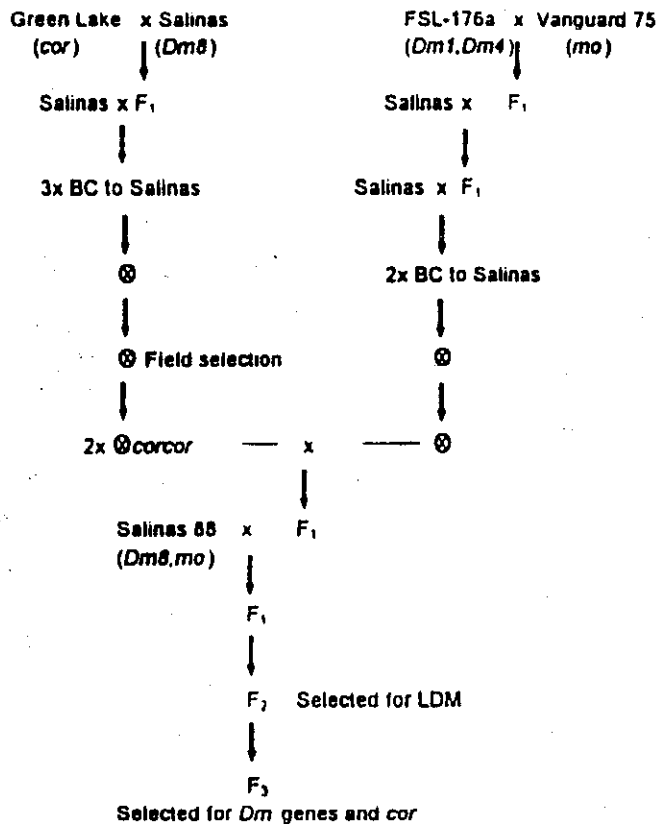 Green Lake x Salinas
(cor) (Dm8)
FSL-176a x Vanguard 75
(Dm1,Dm4) (mo)
Salinas x F₁
Salinas x F₁
3x BC to Salinas
Salinas x F₁
⊗
2x BC to Salinas
⊗ Field selection
⊗
2x ⊗corcor — x — ⊗
Salinas 88 x F₁
(Dm8,mo)
F₁
F₂ Selected for LDM
F₃
Selected for Dm genes and cor